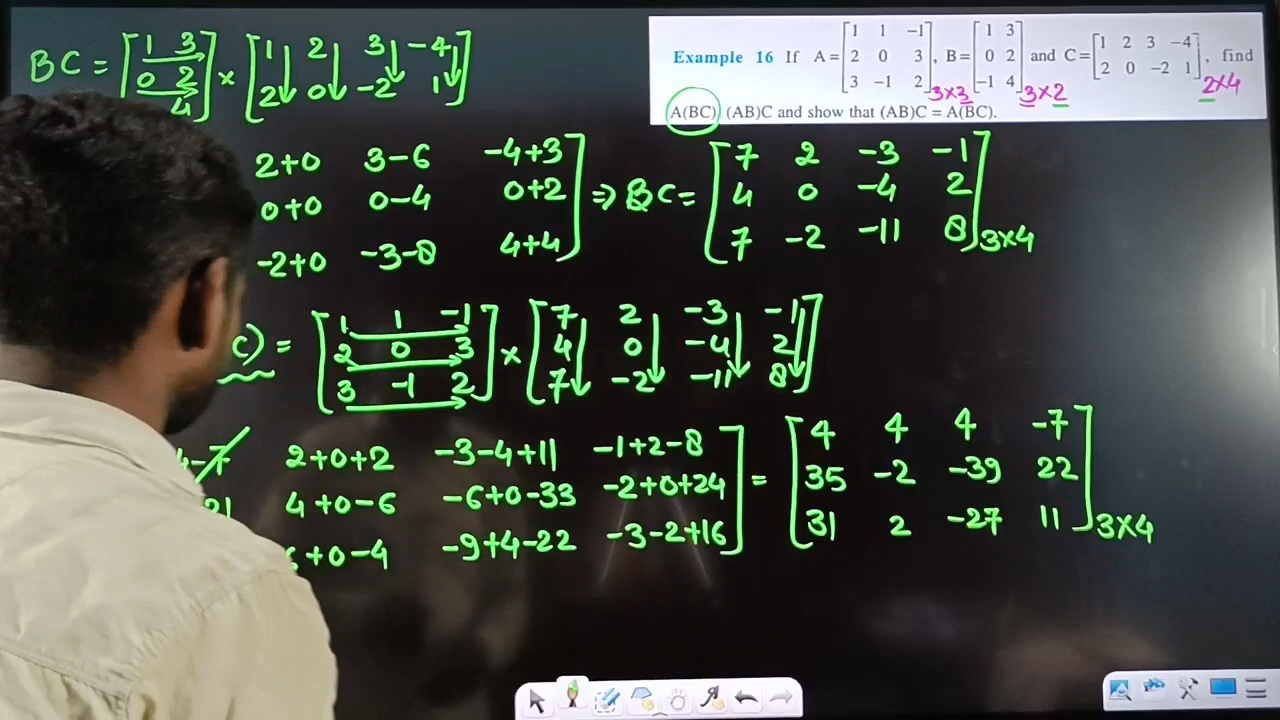 Example 16 If A = [1 1 -1; 2 0 3; 3 -1 2] 3×3, B = [1 3; 0 2; -1 4] 3×2 and C = [1 2 3 -4; 2 0 -2 1] 2×4, find
A(BC), (AB)C and show that (AB)C = A(BC).
BC = [1 3; 0 2; 4] × [1 2 3 -4; 2 0 -2 1]
2+0 3-6 -4+3
0+0 0-4 0+2
-2+0 -3-8 4+4
⇒ BC = [7 2 -3 -1; 4 0 -4 2; 7 -2 -11 8] 3×4
C) = [1 1 -1; 2 0 3; 3 -1 2] × [7 2 -3 -1; 4 0 -4 2; 7 -2 -11 8]
-7 2+0+2 -3-4+11 -1+2-8
21 4+0-6 -6+0-33 -2+0+24
+0-4 -9+4-22 -3-2+16
= [4 4 4 -7; 35 -2 -39 22; 31 2 -27 11] 3×4